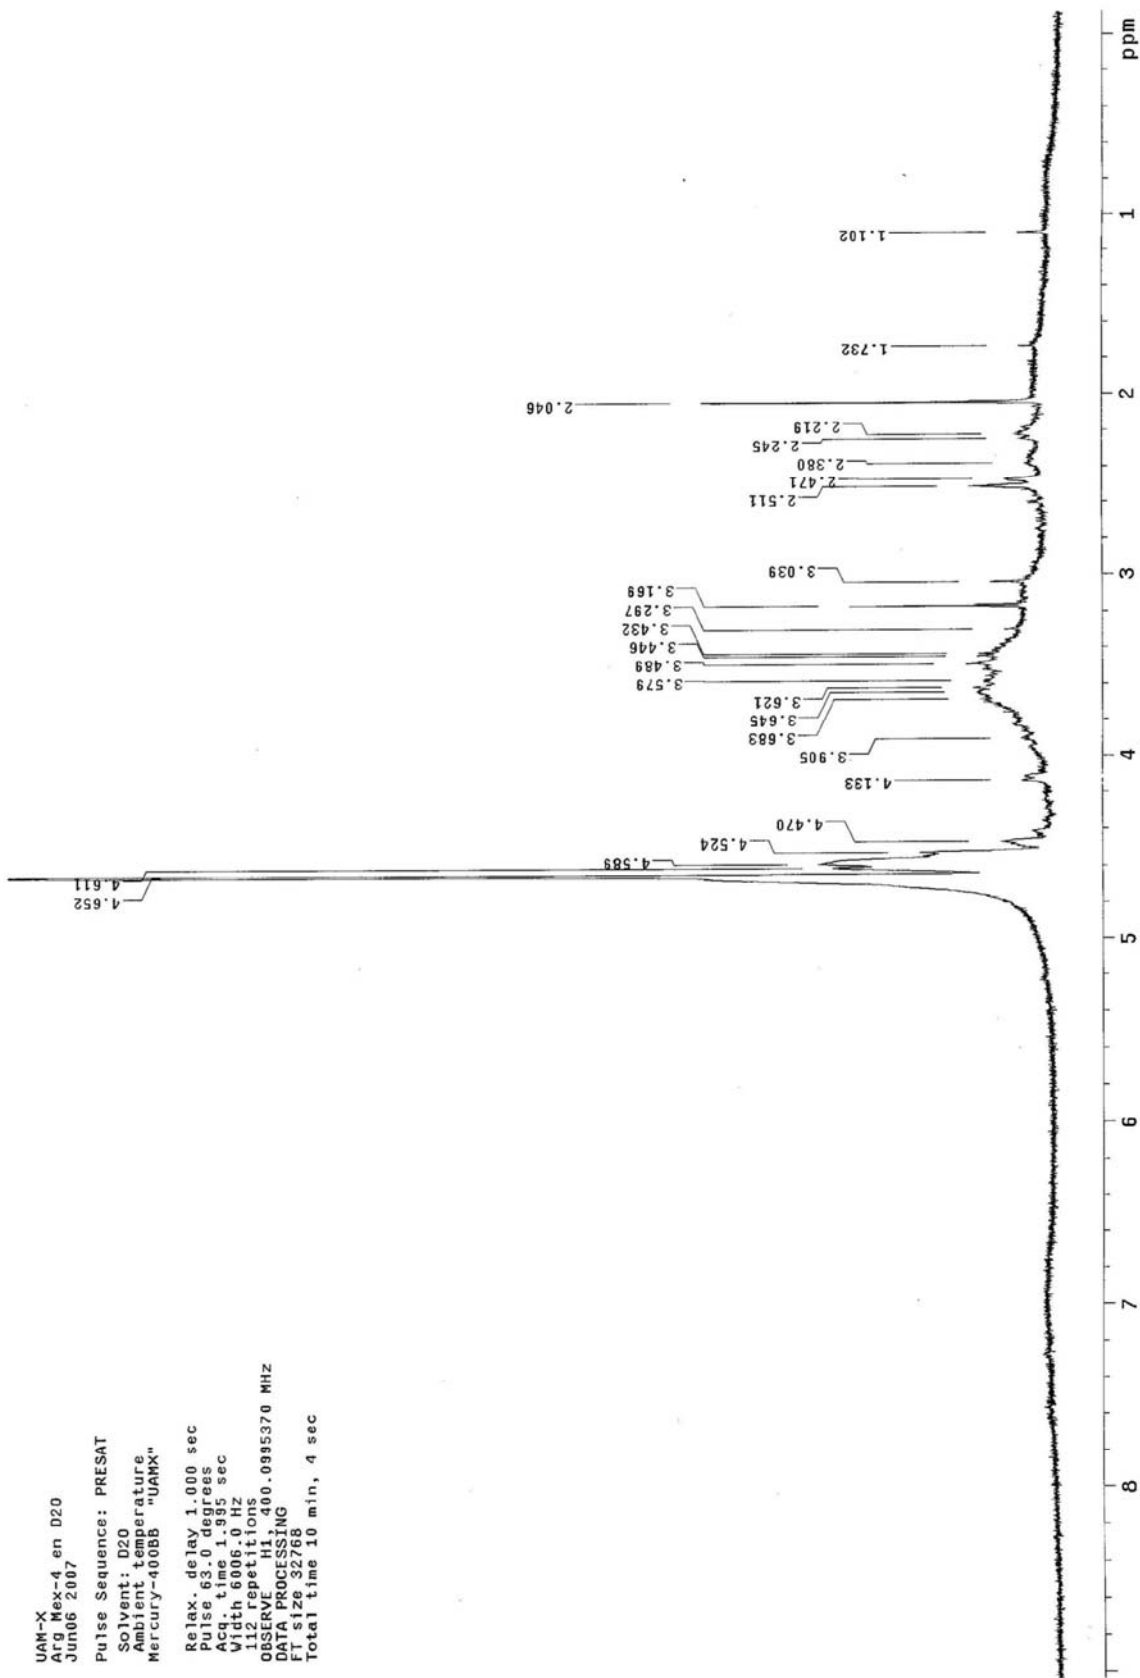 UAM-X
Arg Mex-4 en D2O
Jun06 2007
Pulse Sequence: PRESAT
Solvent: D2O
Ambient temperature
Mercury-400BB "UAMX"
Relax. delay 1.000 sec
Pulse 63.0 degrees
Acq. time 1.995 sec
Width 6006.0 Hz
112 repetitions
OBSERVE H1, 400.0995370 MHz
DATA PROCESSING
FT size 32768
Total time 10 min, 4 sec
4.652
4.611
4.589
4.524
4.470
4.133
3.905
3.683
3.645
3.621
3.579
3.489
3.446
3.432
3.297
3.169
3.039
2.511
2.471
2.380
2.245
2.219
2.046
1.732
1.102
8
7
6
5
4
3
2
1
ppm